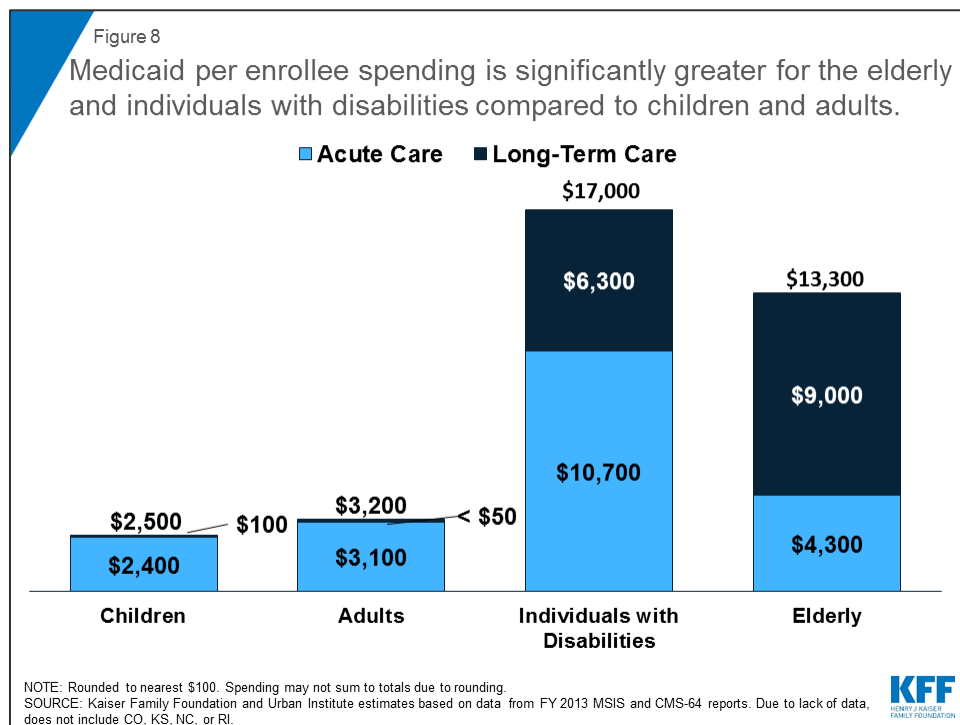 Figure 8
Medicaid per enrollee spending is significantly greater for the elderly
and individuals with disabilities compared to children and adults.
Acute Care Long-Term Care
$17,000
$6,300
$10,700
$13,300
$9,000
$4,300
$2,500
$100
$2,400
$3,200
< $50
$3,100
Children Adults Individuals with Elderly
Disabilities
NOTE: Rounded to nearest $100. Spending may not sum to totals due to rounding.
SOURCE: Kaiser Family Foundation and Urban Institute estimates based on data from FY 2013 MSIS and CMS-64 reports. Due to lack of data,
does not include CO, KS, NC, or RI.
KFF
HENRY J KAISER
FAMILY FOUNDATION